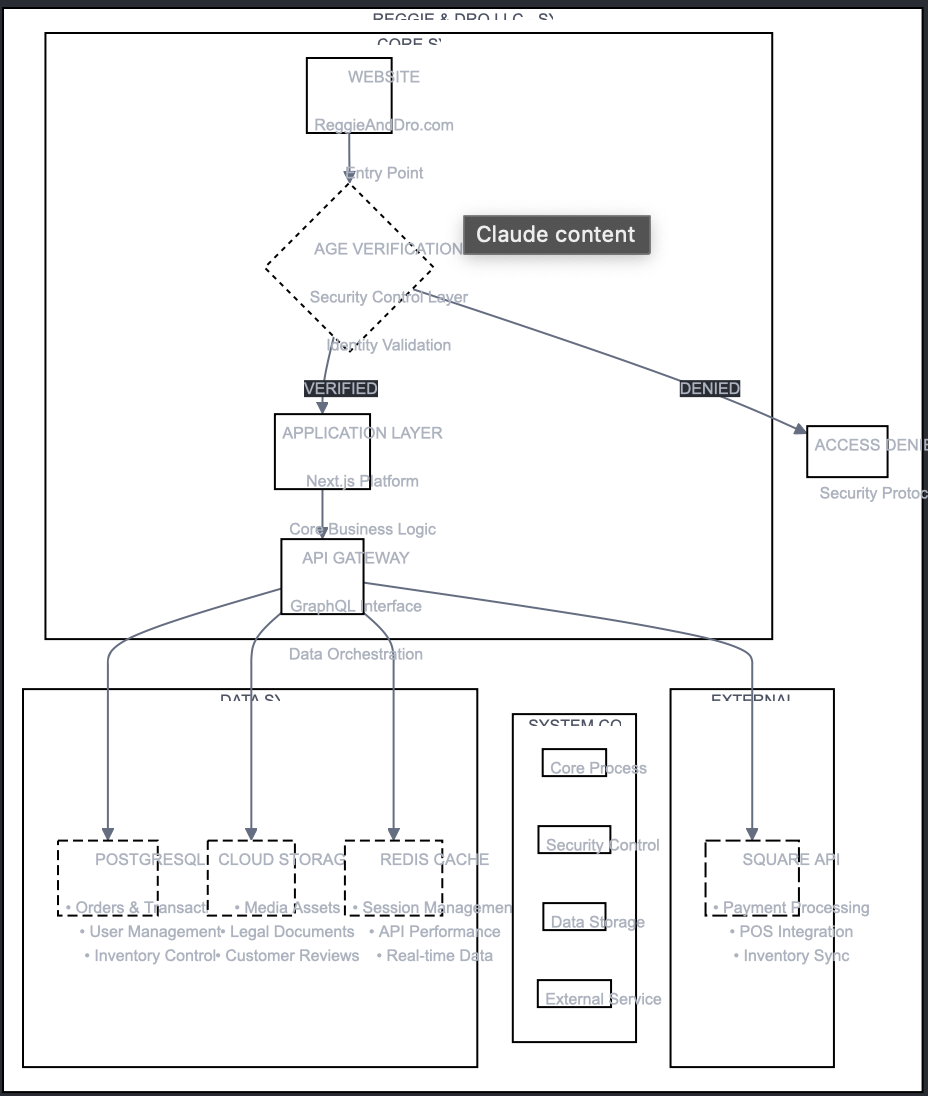 REGGIE & DRO LLC - SY
CORE SY
WEBSITE
ReggieAndDro.com
Entry Point
AGE VERIFICATION
Claude content
Security Control Layer
Identity Validation
VERIFIED
DENIED
APPLICATION LAYER
Next.js Platform
Core Business Logic
ACCESS DENIE
Security Protoc
API GATEWAY
GraphQL Interface
Data Orchestration
DATA SY
POSTGRESQL
• Orders & Transact
• User Management
• Inventory Control
CLOUD STORAG
• Media Assets
• Legal Documents
• Customer Reviews
REDIS CACHE
• Session Managemen
• API Performance
• Real-time Data
SYSTEM CO
Core Process
Security Control
Data Storage
External Service
EXTERNAL
SQUARE API
• Payment Processing
• POS Integration
• Inventory Sync